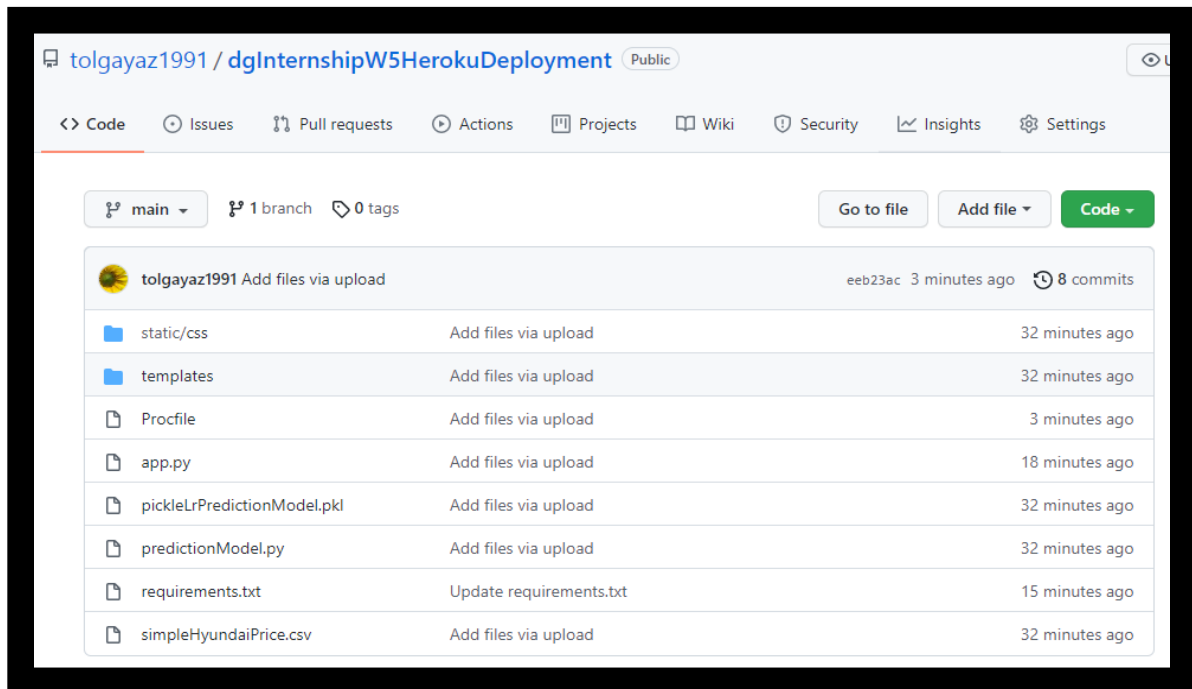 tolgayaz1991 / dgInternshipW5HerokuDeployment Public
Code Issues Pull requests Actions Projects Wiki Security Insights Settings
main 1 branch 0 tags Go to file Add file Code
tolgayaz1991 Add files via upload eeb23ac 3 minutes ago 8 commits
static/css Add files via upload 32 minutes ago
templates Add files via upload 32 minutes ago
Procfile Add files via upload 3 minutes ago
app.py Add files via upload 18 minutes ago
pickleLrPredictionModel.pkl Add files via upload 32 minutes ago
predictionModel.py Add files via upload 32 minutes ago
requirements.txt Update requirements.txt 15 minutes ago
simpleHyundaiPrice.csv Add files via upload 32 minutes ago